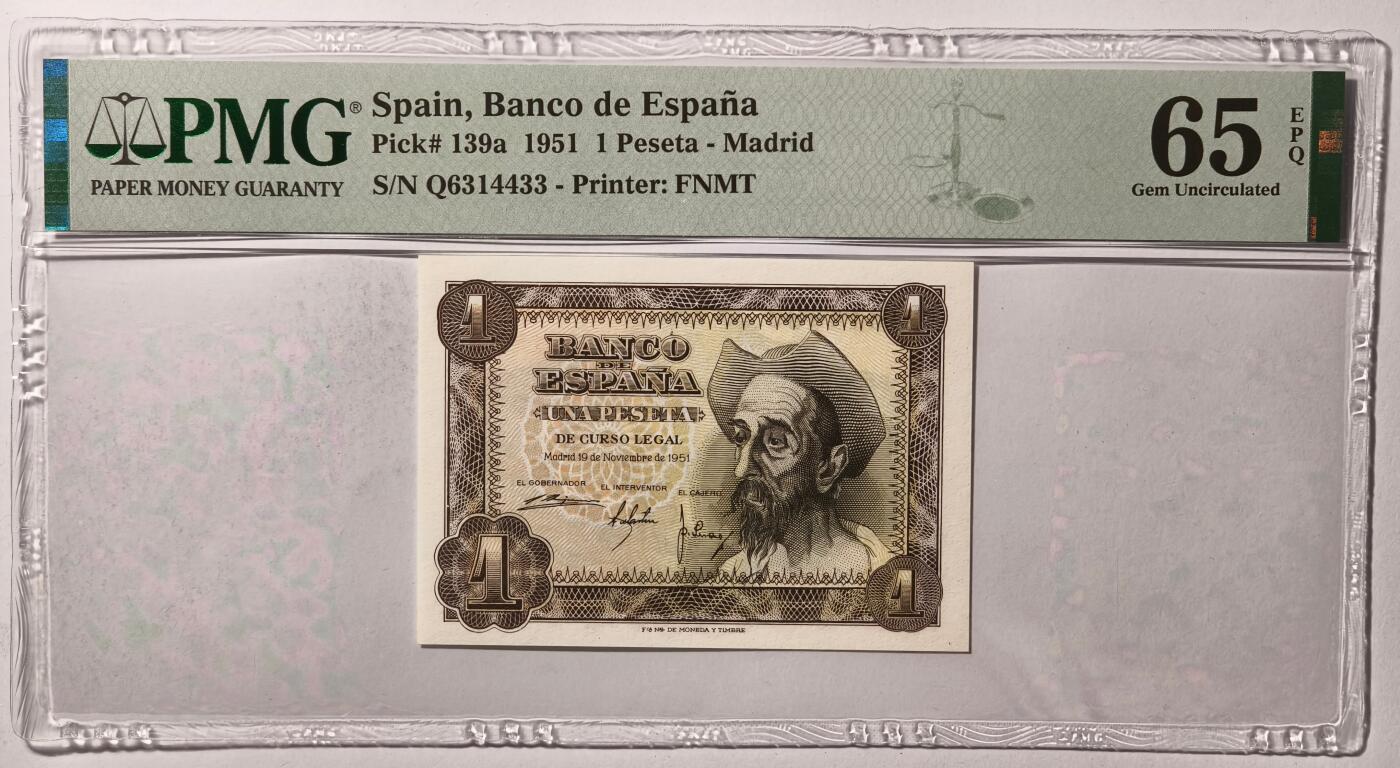 PMG®
PAPER MONEY GUARANTY
Spain, Banco de España
Pick# 139a 1951 1 Peseta - Madrid
S/N Q6314433 - Printer: FNMT
65
EPQ
Gem Uncirculated
1
1
BANCO
DE
ESPAÑA
UNA PESETA
DE CURSO LEGAL
Madrid 19 de Noviembre de 1951
EL GOBERNADOR EL INTERVENTOR EL CAJERO
1
1
Fca Nal DE MONEDA Y TIMBRE